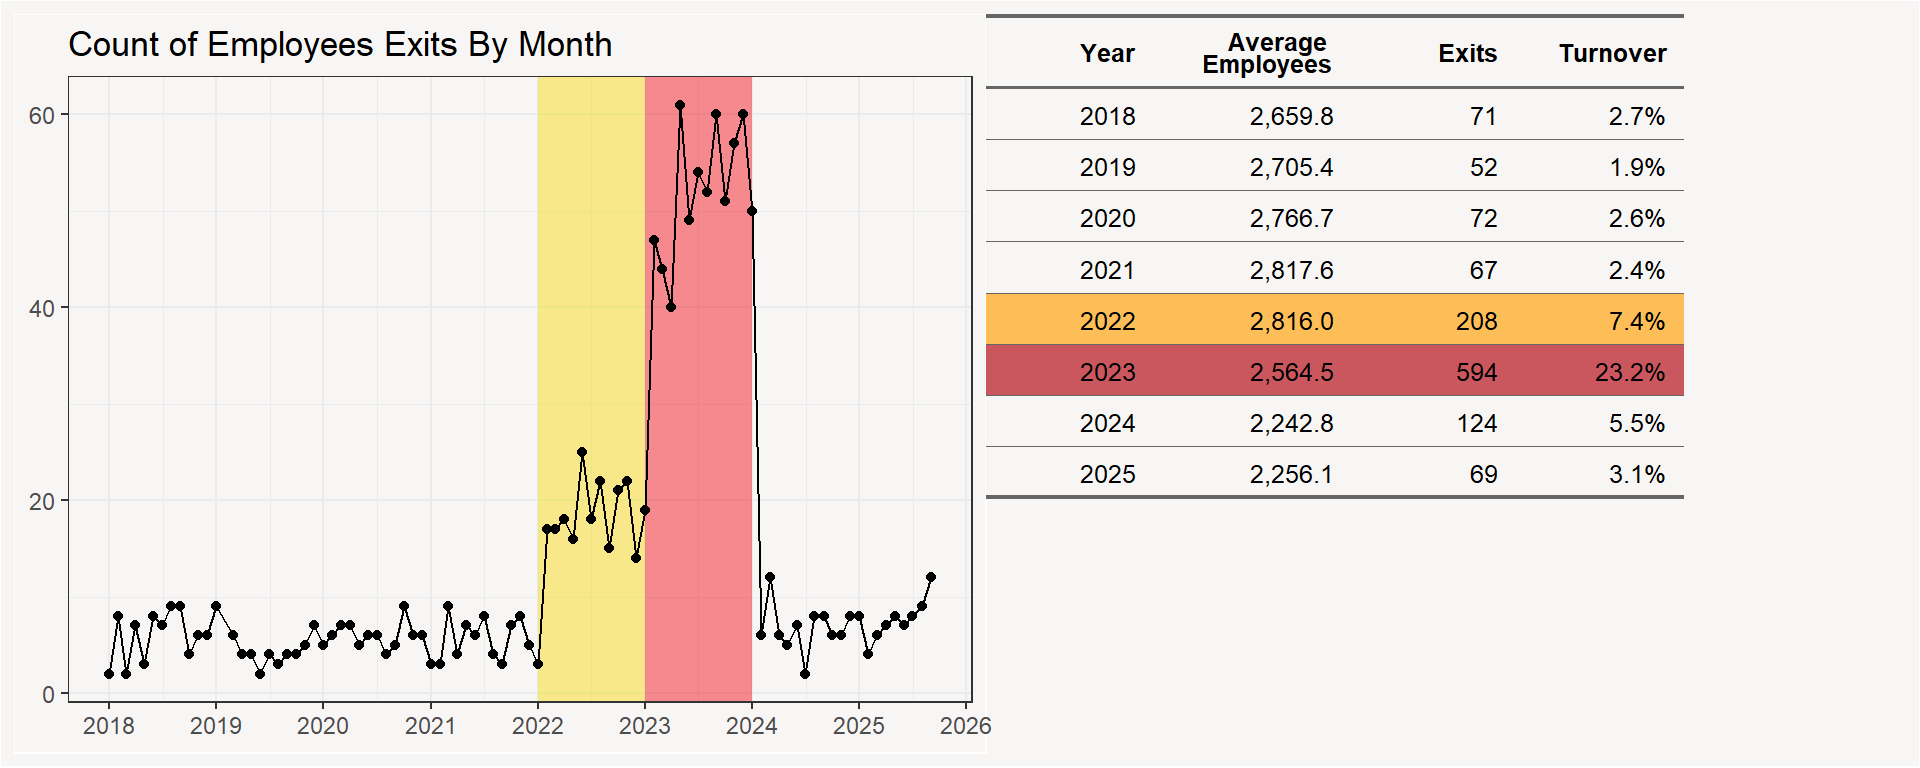 Count of Employees Exits By Month
60
40
20
0
2018 2019 2020 2021 2022 2023 2024 2025 2026
Year Average Employees Exits Turnover
2018 2,659.8 71 2.7%
2019 2,705.4 52 1.9%
2020 2,766.7 72 2.6%
2021 2,817.6 67 2.4%
2022 2,816.0 208 7.4%
2023 2,564.5 594 23.2%
2024 2,242.8 124 5.5%
2025 2,256.1 69 3.1%